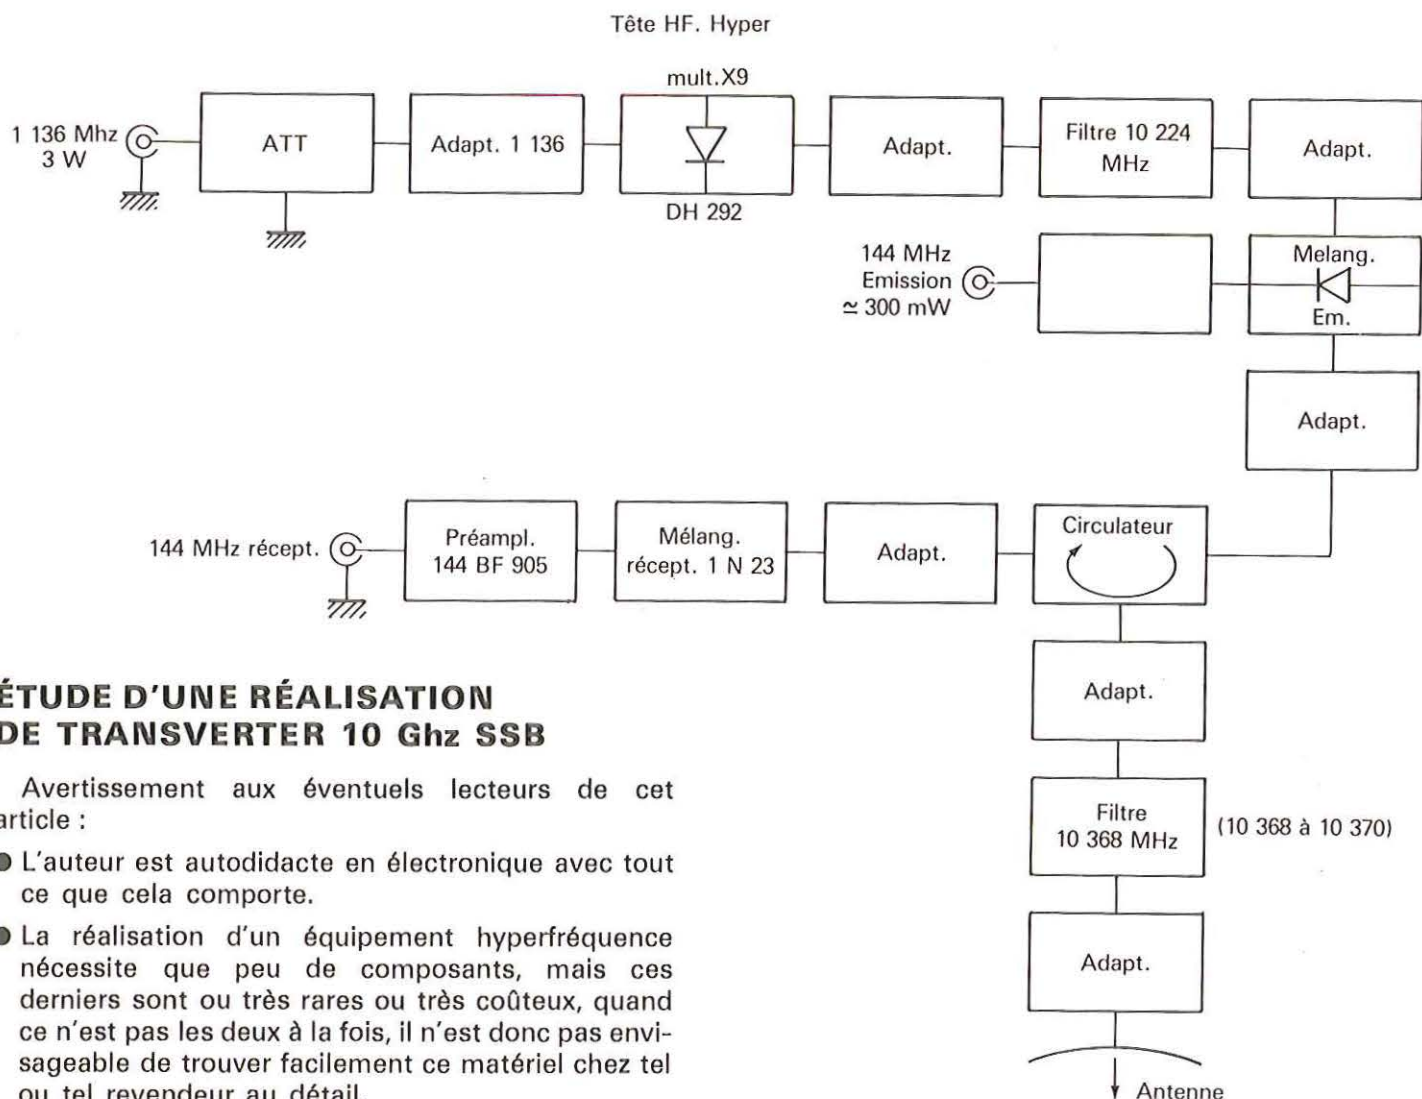 Tête HF. Hyper
mult.X9
1 136 Mhz
3 W
ATT
Adapt. 1 136
DH 292
Adapt.
Filtre 10 224
MHz
Adapt.
144 MHz
Emission
≃ 300 mW
Melang.
Em.
Adapt.
144 MHz récept.
Préampl.
144 BF 905
Mélang.
récept. 1 N 23
Adapt.
Circulateur
Adapt.
Filtre
10 368 MHz
(10 368 à 10 370)
Adapt.
Antenne
ÉTUDE D'UNE RÉALISATION
DE TRANSVERTER 10 Ghz SSB
Avertissement aux éventuels lecteurs de cet
article :
● L'auteur est autodidacte en électronique avec tout
ce que cela comporte.
● La réalisation d'un équipement hyperfréquence
nécessite que peu de composants, mais ces
derniers sont ou très rares ou très coûteux, quand
ce n'est pas les deux à la fois, il n'est donc pas envi-
sageable de trouver facilement ce matériel chez tel
ou tel revendeur au détail.